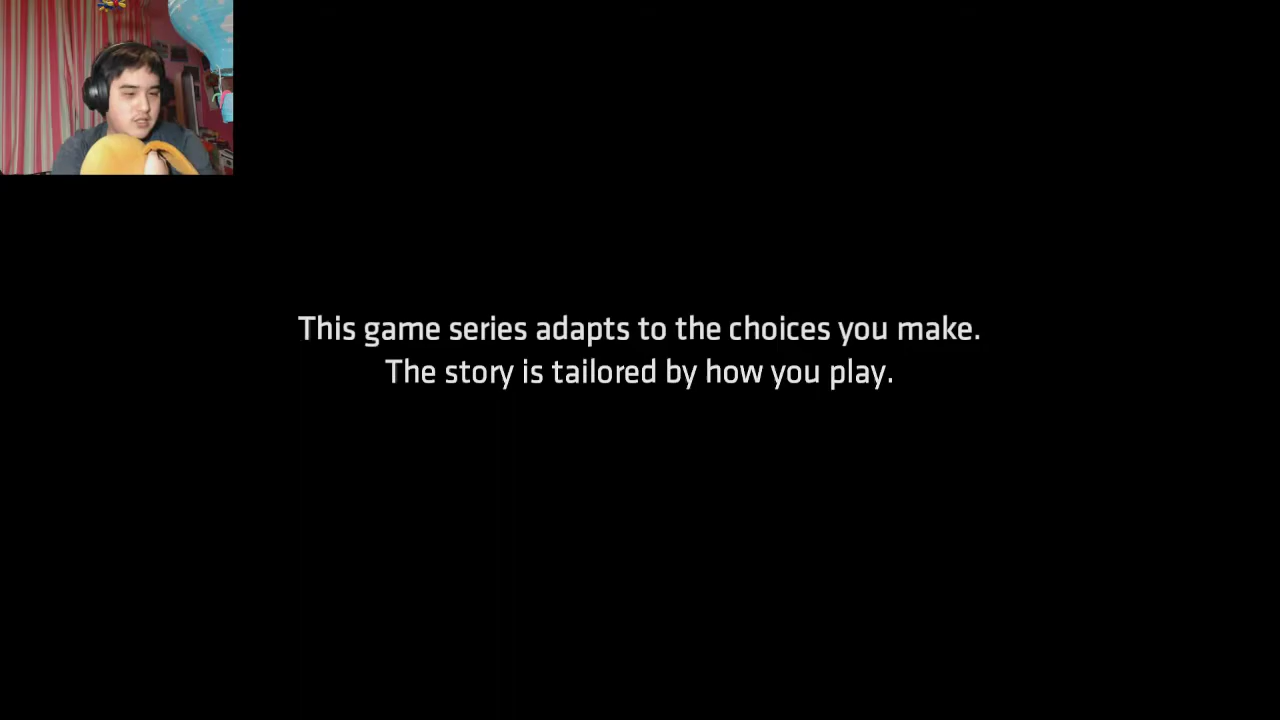 This game series adapts to the choices you make.
The story is tailored by how you play.